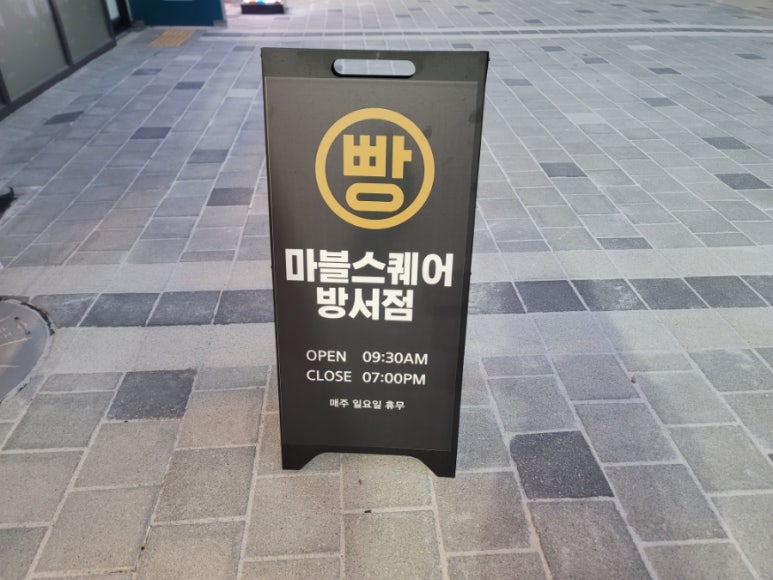 빵
마블스퀘어
방서점
OPEN 09:30AM
CLOSE 07:00PM
매주 일요일 휴무